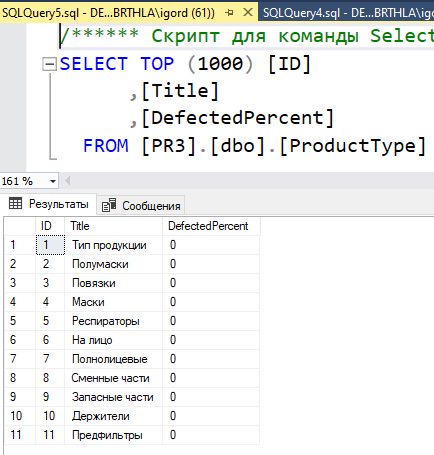 SQLQuery5.sql - DE...BRTHLA\igord (61)) SQLQuery4.sql - DE...BRTHLA\igord
/****** Скрипт для команды Select
SELECT TOP (1000) [ID]
,[Title]
,[DefectedPercent]
FROM [PR3].[dbo].[ProductType]
161 %
Результаты Сообщения
ID Title DefectedPercent
1 1 Тип продукции 0
2 2 Полумаски 0
3 3 Повязки 0
4 4 Маски 0
5 5 Респираторы 0
6 6 На лицо 0
7 7 Полнолицевые 0
8 8 Сменные части 0
9 9 Запасные части 0
10 10 Держители 0
11 11 Предфильтры 0